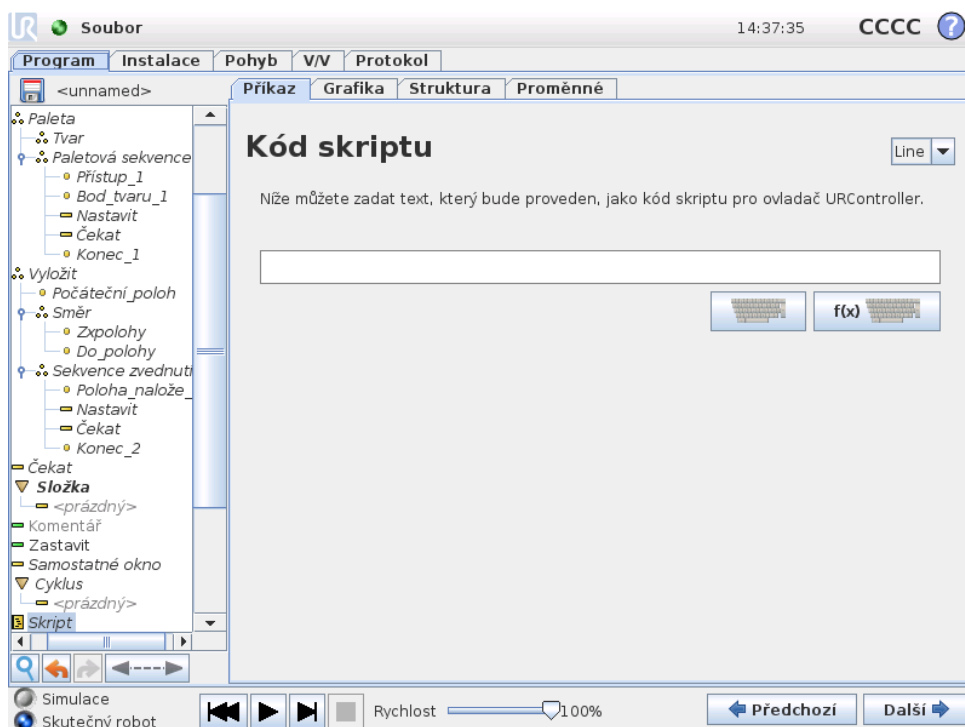 UR Soubor 14:37:35 CCCC ?
Program Instalace Pohyb V/V Protokol
<unnamed> Příkaz Grafika Struktura Proměnné
Paleta
Tvar
Paletová sekvence
Přístup_1
Bod_tvaru_1
Nastavit
Čekat
Konec_1
Vyložit
Počáteční_poloh
Směr
Zxpolohy
Do_polohy
Sekvence zvednutí
Poloha_nalože_
Nastavit
Čekat
Konec_2
Čekat
Složka
<prázdný>
Komentář
Zastavit
Samostatné okno
Cyklus
<prázdný>
Skript
Kód skriptu
Line
Níže můžete zadat text, který bude proveden, jako kód skriptu pro ovladač URController.
f(x)
Simulace
Skutečný robot
Rychlost 100%
Předchozí Další